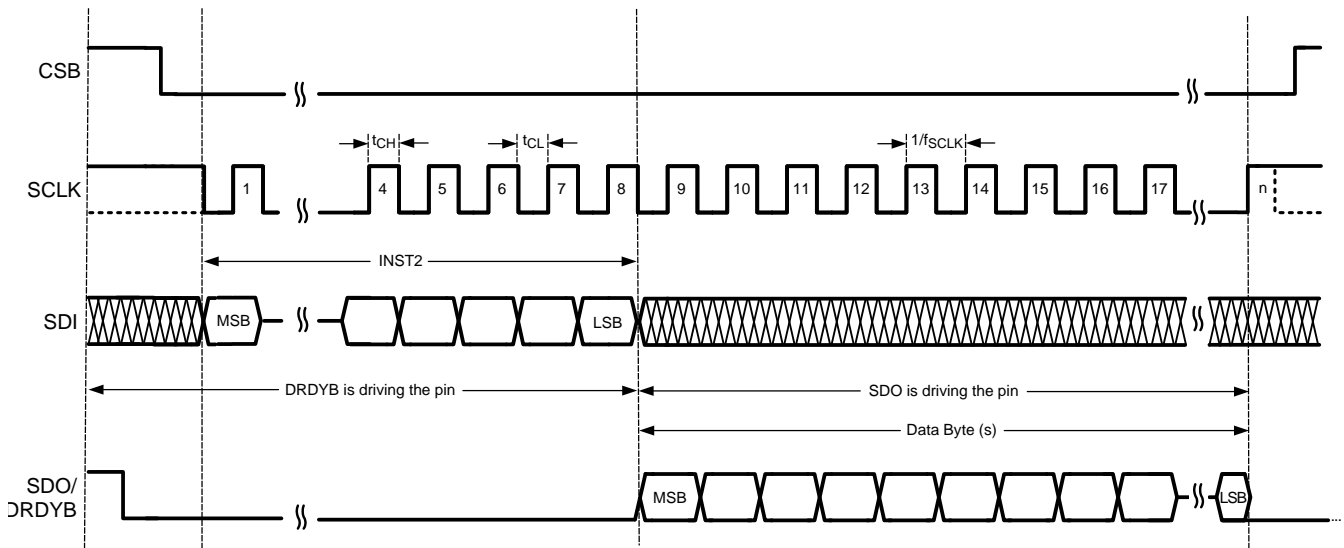 CSB
tCH
tCL
1/fSCLK
SCLK
1
4
5
6
7
8
9
10
11
12
13
14
15
16
17
n
INST2
SDI
MSB
LSB
DRDYB is driving the pin
SDO is driving the pin
Data Byte (s)
SDO/
DRDYB
MSB
LSB